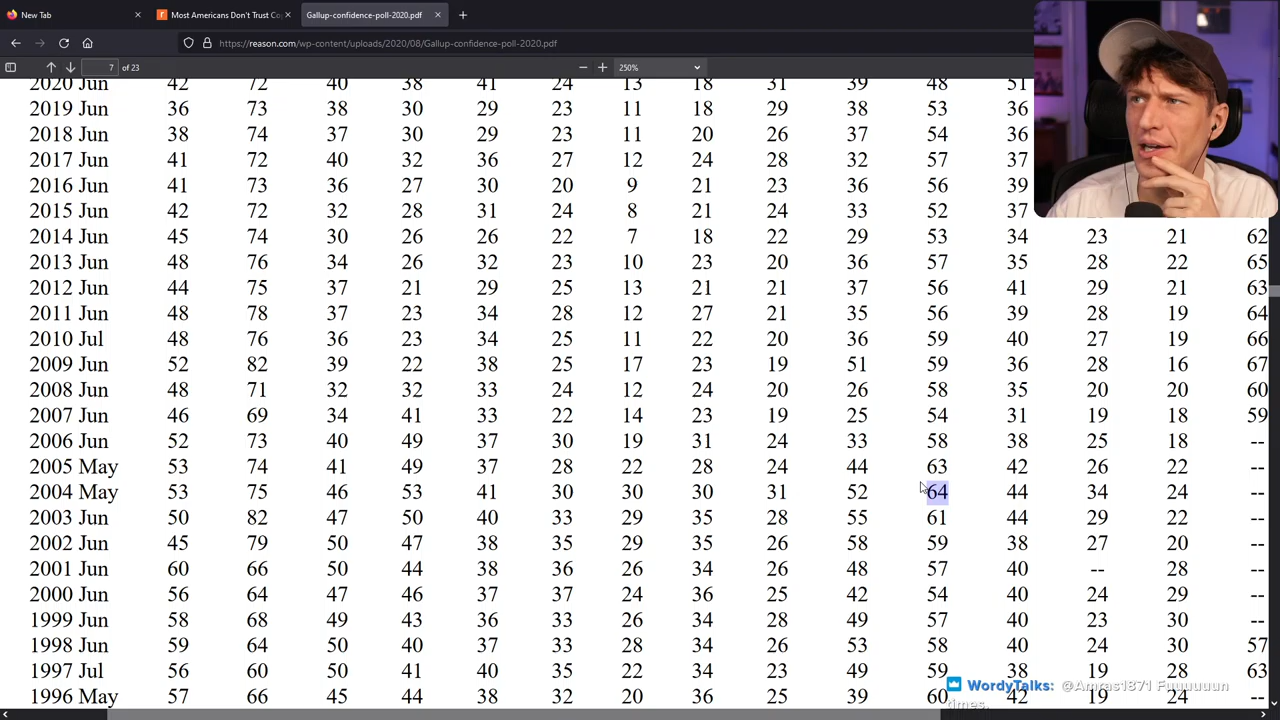 New Tab
Most Americans Don't Trust Co
Gallup-confidence-poll-2020.pdf
https://reason.com/wp-content/uploads/2020/08/Gallup-confidence-poll-2020.pdf
7 of 23
250%
2020 Jun 42 72 40 38 41 24 13 18 31 39 48 51
2019 Jun 36 73 38 30 29 23 11 18 29 38 53 36
2018 Jun 38 74 37 30 29 23 11 20 26 37 54 36
2017 Jun 41 72 40 32 36 27 12 24 28 32 57 37
2016 Jun 41 73 36 27 30 20 9 21 23 36 56 39
2015 Jun 42 72 32 28 31 24 8 21 24 33 52 37
2014 Jun 45 74 30 26 26 22 7 18 22 29 53 34 23 21 62
2013 Jun 48 76 34 26 32 23 10 23 20 36 57 35 28 22 65
2012 Jun 44 75 37 21 29 25 13 21 21 37 56 41 29 21 63
2011 Jun 48 78 37 23 34 28 12 27 21 35 56 39 28 19 64
2010 Jul 48 76 36 23 34 25 11 22 20 36 59 40 27 19 66
2009 Jun 52 82 39 22 38 25 17 23 19 51 59 36 28 16 67
2008 Jun 48 71 32 32 33 24 12 24 20 26 58 35 20 20 60
2007 Jun 46 69 34 41 33 22 14 23 19 25 54 31 19 18 59
2006 Jun 52 73 40 49 37 30 19 31 24 33 58 38 25 18 --
2005 May 53 74 41 49 37 28 22 28 24 44 63 42 26 22 --
2004 May 53 75 46 53 41 30 30 30 31 52 64 44 34 24 --
2003 Jun 50 82 47 50 40 33 29 35 28 55 61 44 29 22 --
2002 Jun 45 79 50 47 38 35 29 35 26 58 59 38 27 20 --
2001 Jun 60 66 50 44 38 36 26 34 26 48 57 40 -- 28 --
2000 Jun 56 64 47 46 37 37 24 36 25 42 54 40 24 29 --
1999 Jun 58 68 49 43 36 33 26 34 28 49 57 40 23 30 --
1998 Jun 59 64 50 40 37 33 28 34 26 53 58 40 24 30 57
1997 Jul 56 60 50 41 40 35 22 34 23 49 59 38 19 28 63
1996 May 57 66 45 44 38 32 20 36 25 39 60 42 19 24 --
WordyTalks: @Amras1871 Fuuuuuun
times.